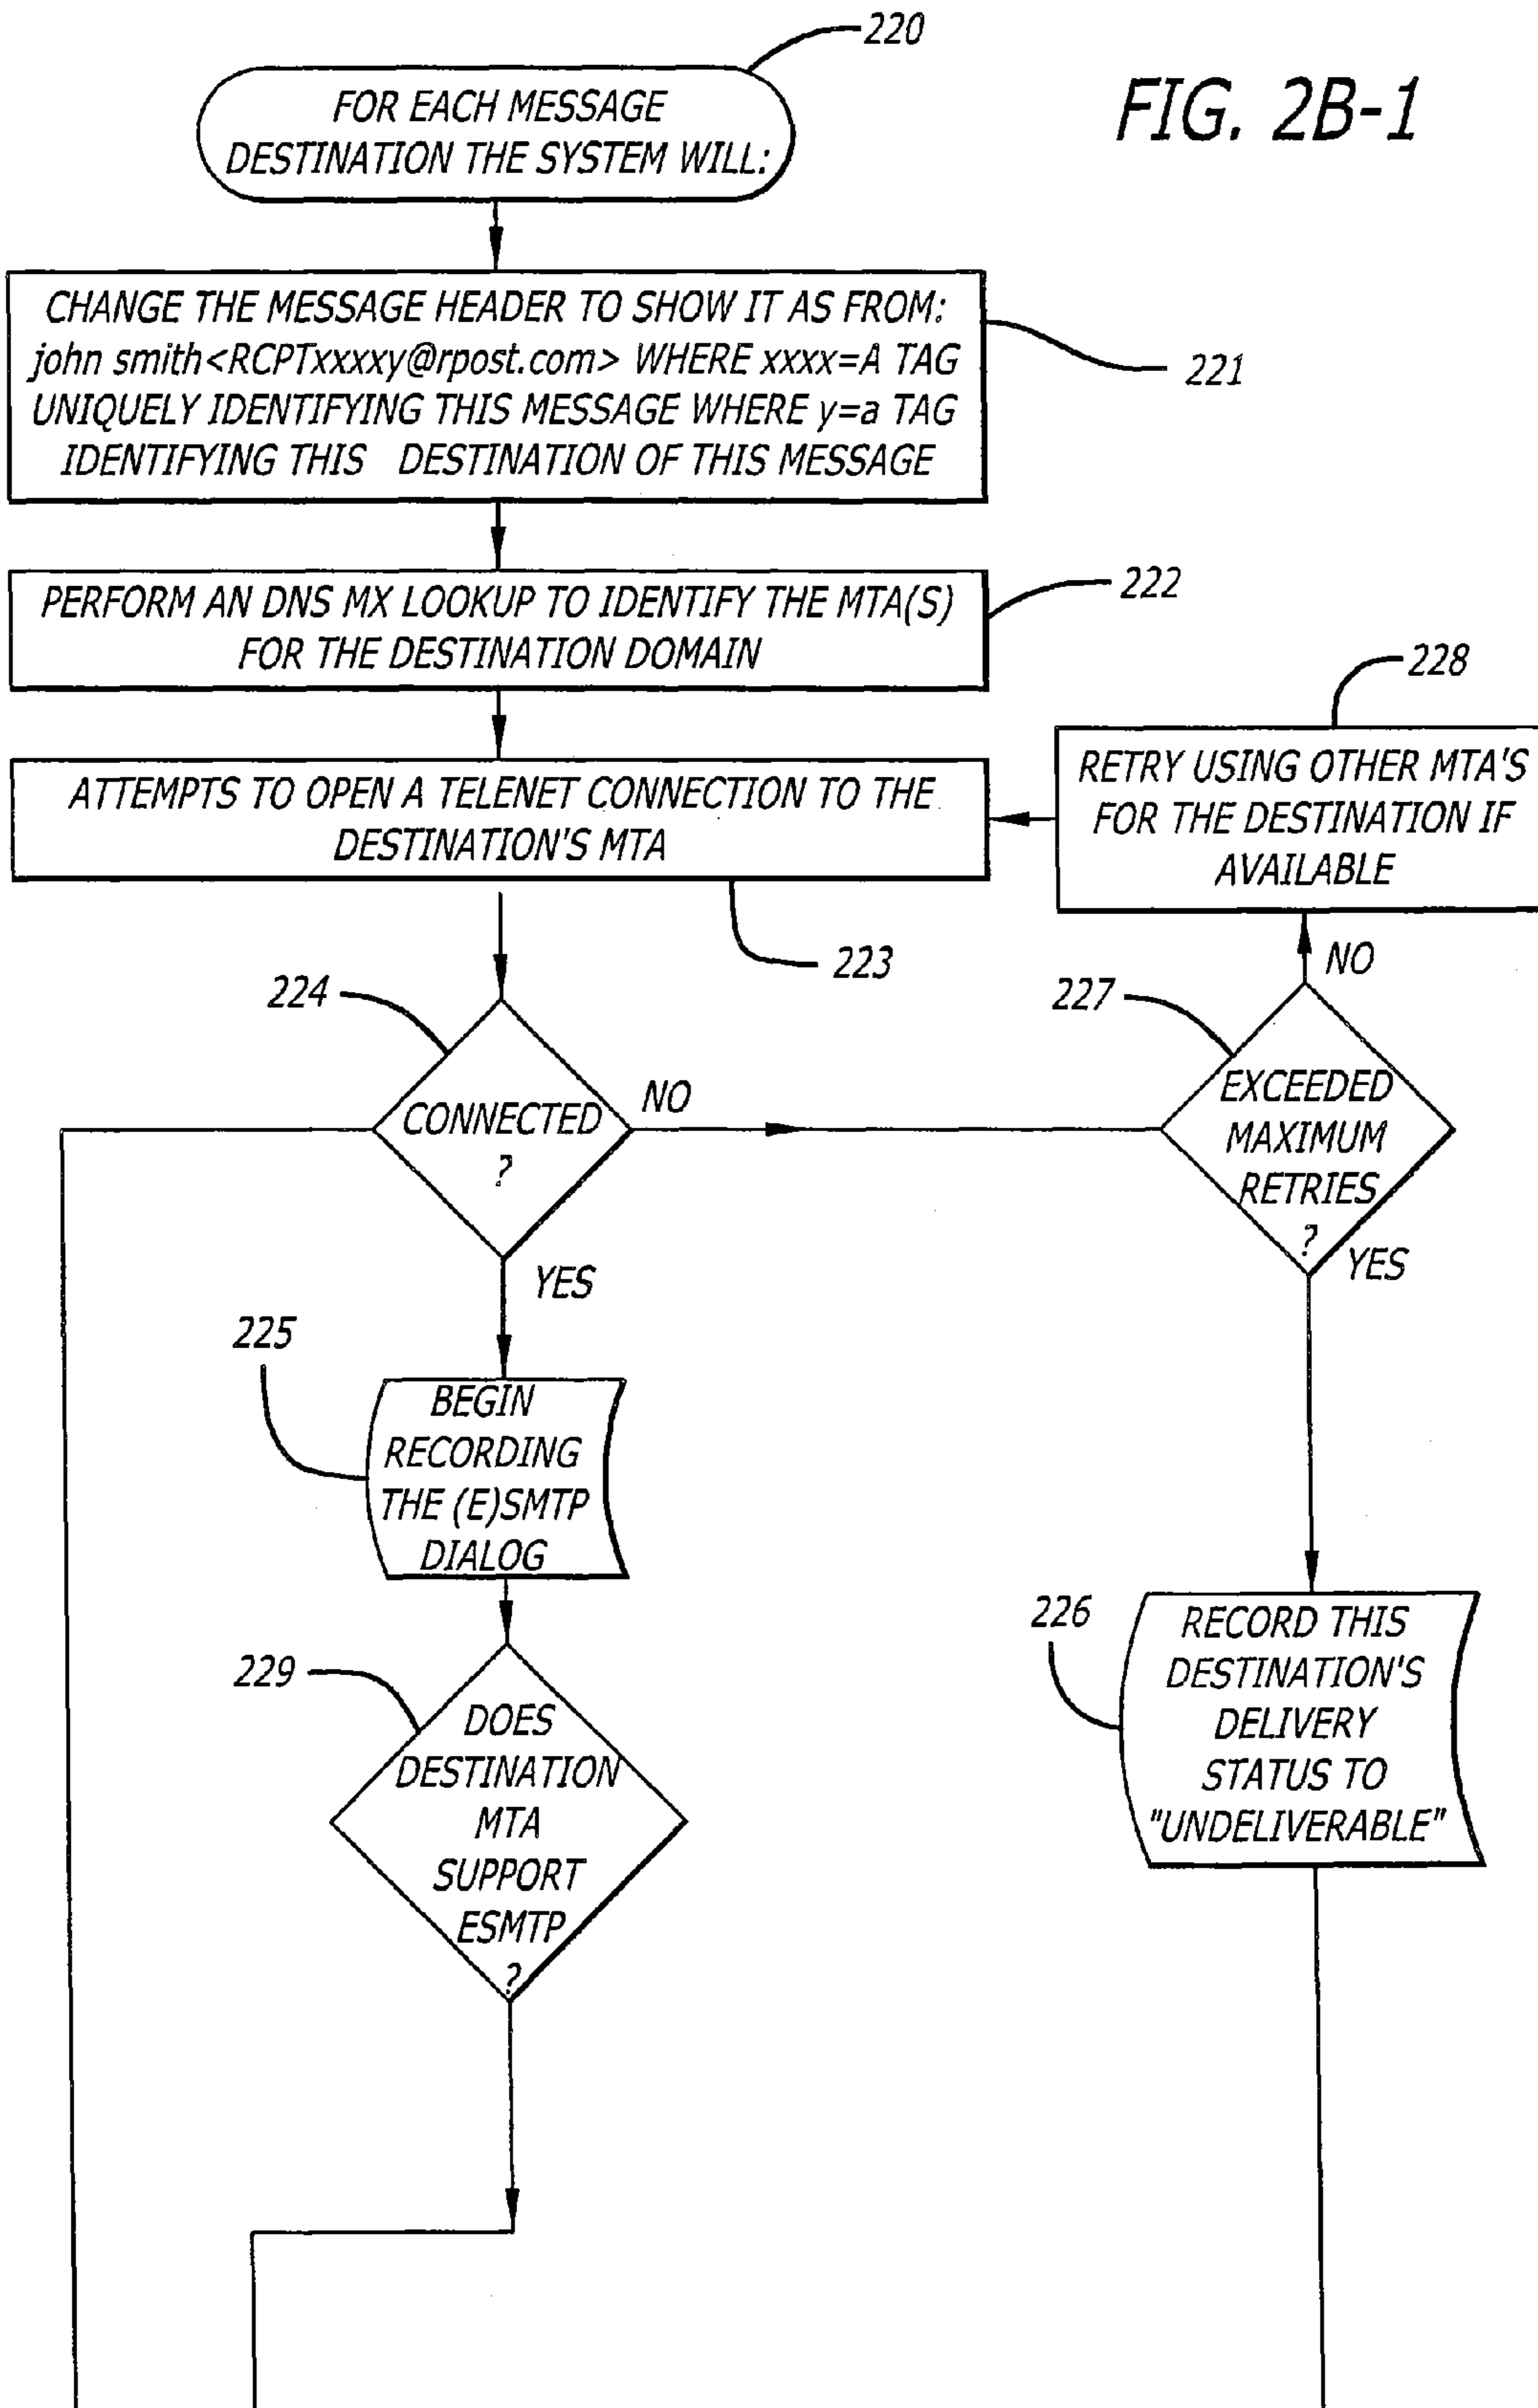 220
FIG. 2B-1
FOR EACH MESSAGE
DESTINATION THE SYSTEM WILL:
CHANGE THE MESSAGE HEADER TO SHOW IT AS FROM:
john smith<RCPTxxxxy@rpost.com> WHERE xxxx=A TAG
UNIQUELY IDENTIFYING THIS MESSAGE WHERE y=a TAG
IDENTIFYING THIS DESTINATION OF THIS MESSAGE
221
PERFORM AN DNS MX LOOKUP TO IDENTIFY THE MTA(S)
FOR THE DESTINATION DOMAIN
222
228
ATTEMPTS TO OPEN A TELENET CONNECTION TO THE
DESTINATION'S MTA
223
RETRY USING OTHER MTA'S
FOR THE DESTINATION IF
AVAILABLE
NO
224
CONNECTED
?
NO
YES
227
EXCEEDED
MAXIMUM
RETRIES
?
YES
225
BEGIN
RECORDING
THE (E)SMTP
DIALOG
229
DOES
DESTINATION
MTA
SUPPORT
ESMTP
?
226
RECORD THIS
DESTINATION'S
DELIVERY
STATUS TO
"UNDELIVERABLE"